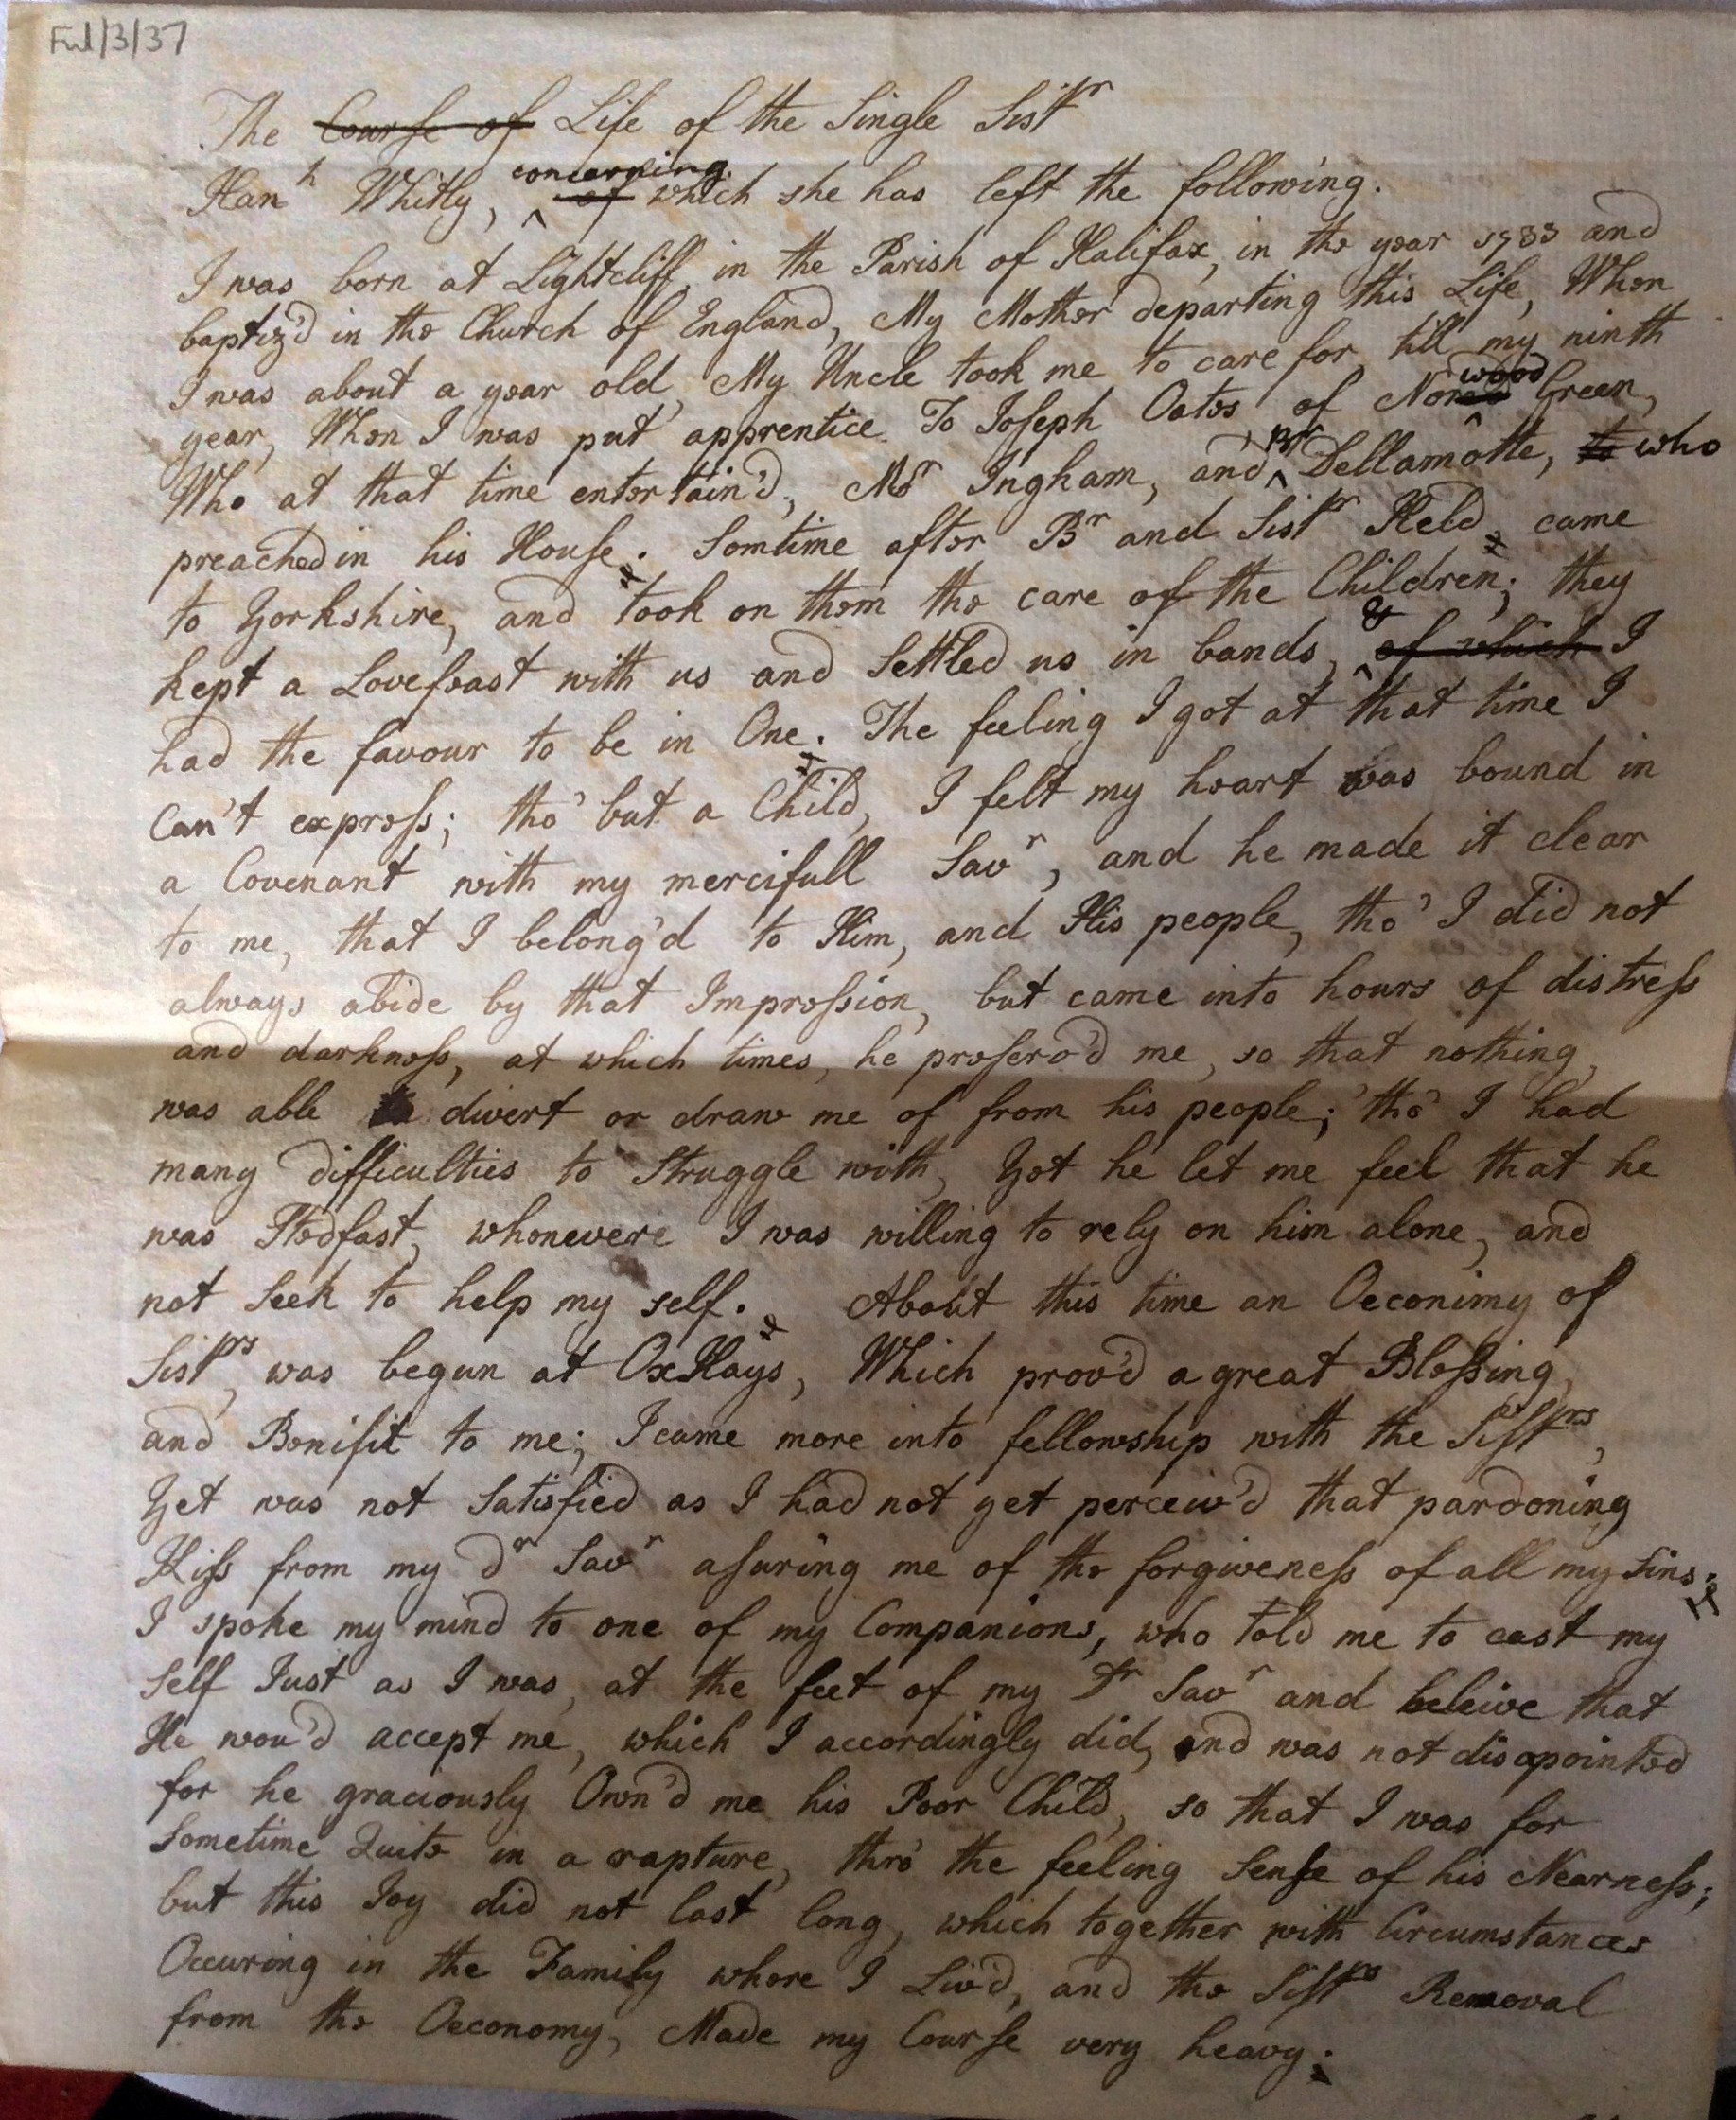 Ful/3/37
The Course of Life of the Single Sistr
Hanh Whitly, concerning of which she has left the following.
I was born at Lightcliff, in the Parish of Halifax, in the year 1733 and
baptiz'd in the Church of England, My Mother departing this Life, When
I was about a year old, My Uncle took me to care for, till my ninth
year, When I was put apprentice To Joseph Oates of Norwood Green,
Who at that time entertain'd, Mr Ingham, and Br Dellamotte, to who
preached in his House. Somtime after Br and Sistr Held, came
to Yorkshire, and took on them the care of the Children; they
kept a Lovefeast with us and Settled us in bands, & of which I
had the favour to be in One. The feeling I got at that time I
Can't express; tho' but a Child, I felt my heart was bound in
a Covenant with my mercifull Savr, and he made it clear
to me, that I belong'd to Him, and His people, tho' I did not
always abide by that Impression, but came into hours of distress
and darkness, at which times, he preserv'd me, so that nothing,
was able to divert or draw me of from his people; tho' I had
many difficulties to Struggle with, Yet he let me feel that he
was Stedfast, whenevere I was willing to rely on him alone, and
not Seek to help my self. About this time an Oeconimy of
Sistrs, was begun at OxHays, Which prov'd a great Blessing,
and Benifit to me; I came more into fellowship with the Sistrs,
Yet was not Satisfied as I had not yet perceiv'd that pardoning
Kiss from my dr Savr asuring me of the forgiveness of all my Sins.
I spoke my mind to one of my Companions, who told me to cast my
Self Just as I was, at the feet of my Dr Savr and beleive that
He wou'd accept me, which I accordingly did, and was not disapointed
for he graciously Own'd me his Poor Child, so that I was for
Sometime Quite in a rapture, thro' the feeling Sense of his Nearness;
but this Joy did not last long, which together with Circumstances
Occuring in the Family where I Liv'd, and the Sistrs Removal
from the Oeconomy, Made my Course very heavy.